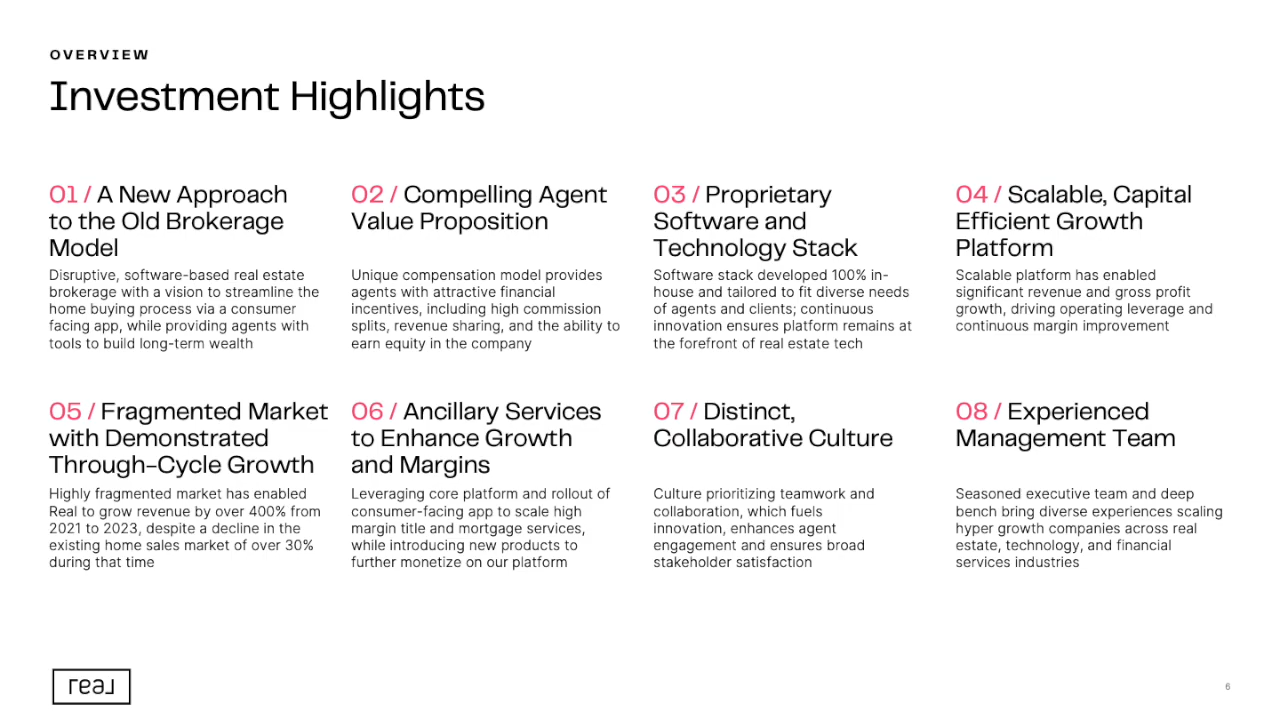 OVERVIEW
Investment Highlights
01 / A New Approach
to the Old Brokerage
Model
Disruptive, software-based real estate
brokerage with a vision to streamline the
home buying process via a consumer
facing app, while providing agents with
tools to build long-term wealth
02 / Compelling Agent
Value Proposition
Unique compensation model provides
agents with attractive financial
incentives, including high commission
splits, revenue sharing, and the ability to
earn equity in the company
03 / Proprietary
Software and
Technology Stack
Software stack developed 100% in-
house and tailored to fit diverse needs
of agents and clients; continuous
innovation ensures platform remains at
the forefront of real estate tech
04 / Scalable, Capital
Efficient Growth
Platform
Scalable platform has enabled
significant revenue and gross profit
growth, driving operating leverage and
continuous margin improvement
05 / Fragmented Market
with Demonstrated
Through-Cycle Growth
Highly fragmented market has enabled
Real to grow revenue by over 400% from
2021 to 2023, despite a decline in the
existing home sales market of over 30%
during that time
06 / Ancillary Services
to Enhance Growth
and Margins
Leveraging core platform and rollout of
consumer-facing app to scale high
margin title and mortgage services,
while introducing new products to
further monetize on our platform
07 / Distinct,
Collaborative Culture
Culture prioritizing teamwork and
collaboration, which fuels
innovation, enhances agent
engagement and ensures broad
stakeholder satisfaction
08 / Experienced
Management Team
Seasoned executive team and deep
bench bring diverse experiences scaling
hyper growth companies across real
estate, technology, and financial
services industries
real
6